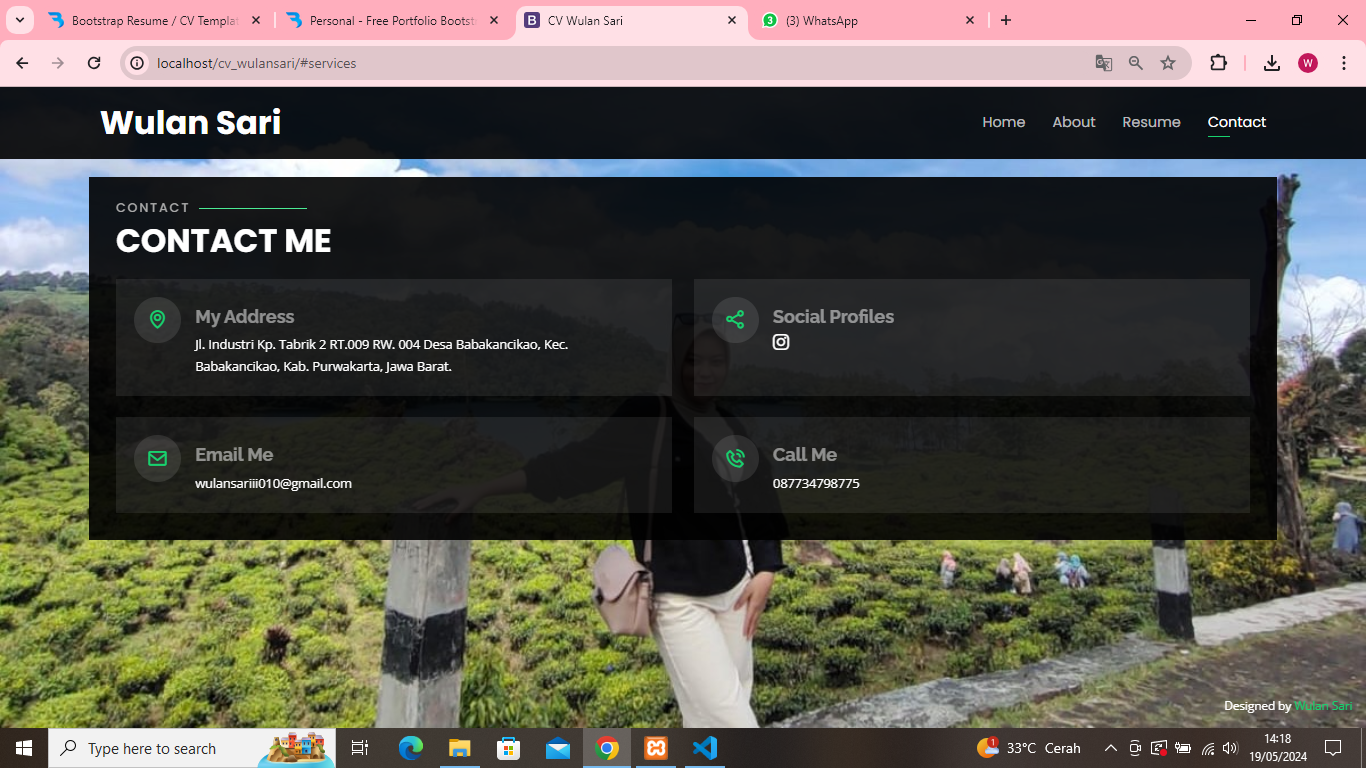 Bootstrap Resume / CV Templat
Personal - Free Portfolio Bootst
CV Wulan Sari
(3) WhatsApp
localhost/cv_wulansari/#services
W
Wulan Sari
Home About Resume Contact
CONTACT
CONTACT ME
My Address
Jl. Industri Kp. Tabrik 2 RT.009 RW. 004 Desa Babakancikao, Kec.
Babakancikao, Kab. Purwakarta, Jawa Barat.
Social Profiles
Email Me
wulansariii010@gmail.com
Call Me
087734798775
Designed by Wulan Sari
Type here to search
1
33°C Cerah
14:18
19/05/2024